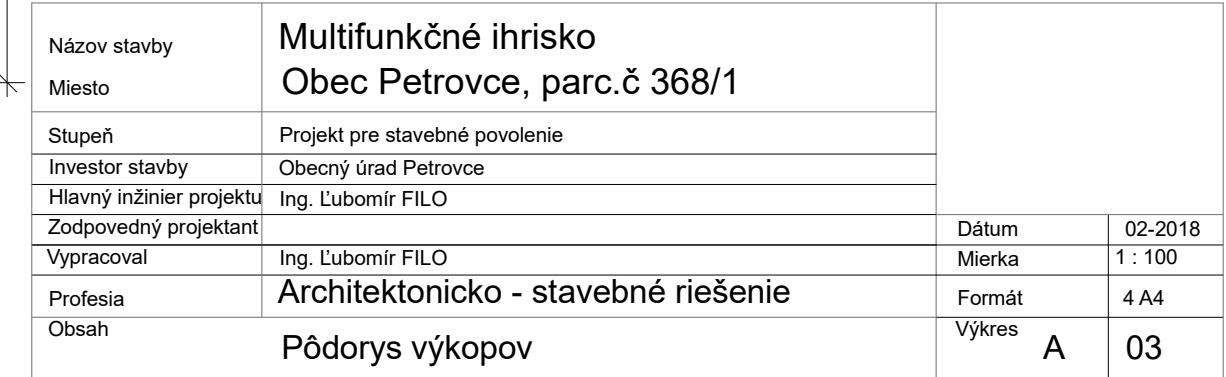 Názov stavby Multifunkčné ihrisko
Miesto Obec Petrovce, parc.č 368/1
Stupeň Projekt pre stavebné povolenie
Investor stavby Obecný úrad Petrovce
Hlavný inžinier projektu Ing. Ľubomír FILO
Zodpovedný projektant Dátum 02-2018
Vypracoval Ing. Ľubomír FILO Mierka 1 : 100
Profesia Architektonicko - stavebné riešenie Formát 4 A4
Obsah Pôdorys výkopov Výkres A 03